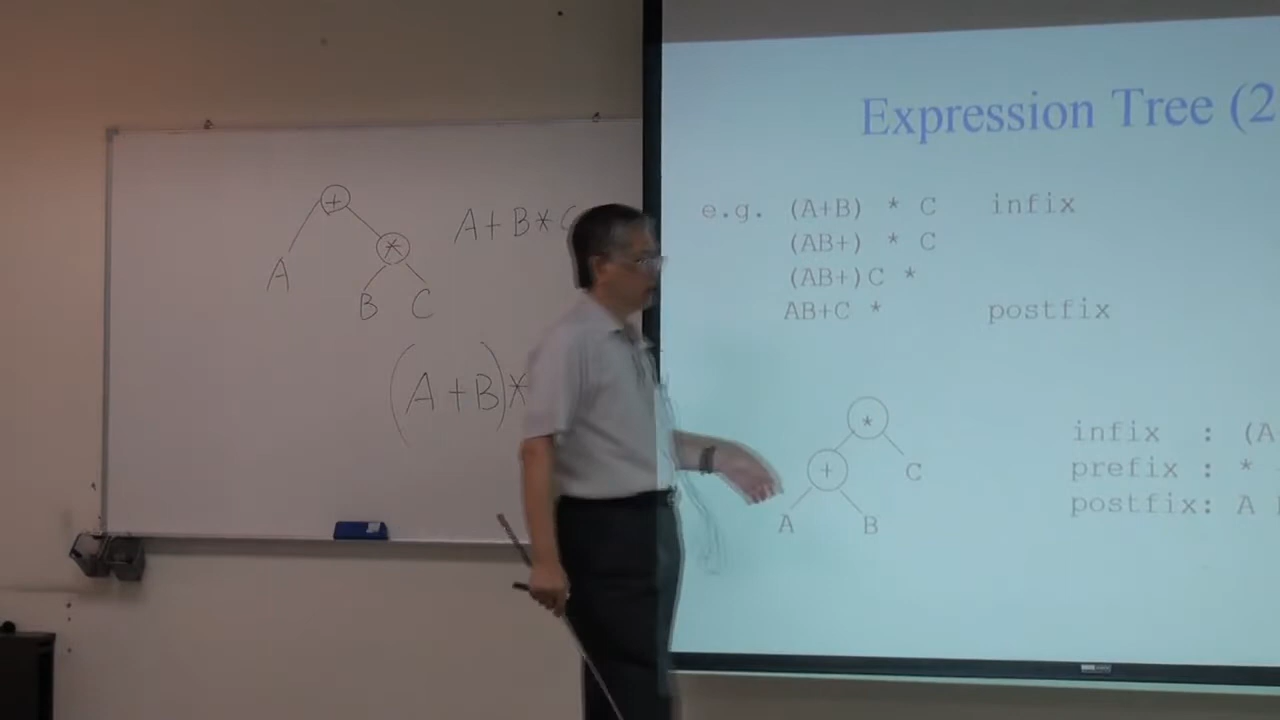 +
A + B * C
*
A
B C
(A + B) *
Expression Tree (2
e.g. (A+B) * C infix
(AB+) * C
(AB+)C *
AB+C * postfix
*
+ C
A B
infix : (A
prefix : *
postfix: A